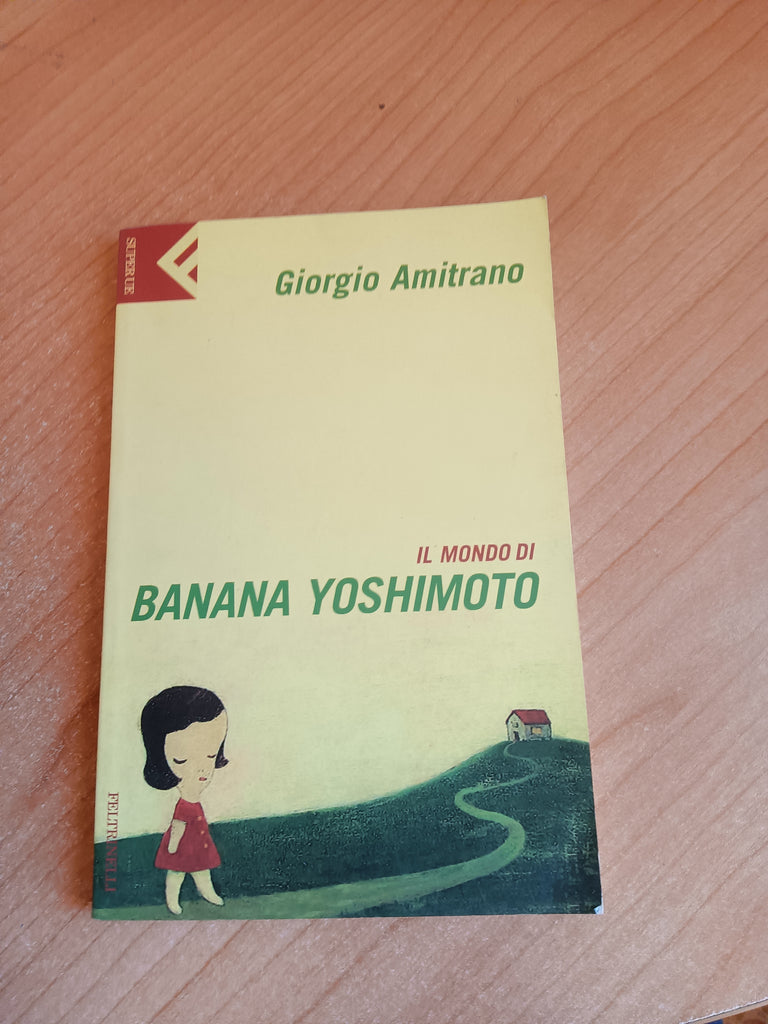 SUPER UE
Giorgio Amitrano
IL MONDO DI
BANANA YOSHIMOTO
FELTRINELLI